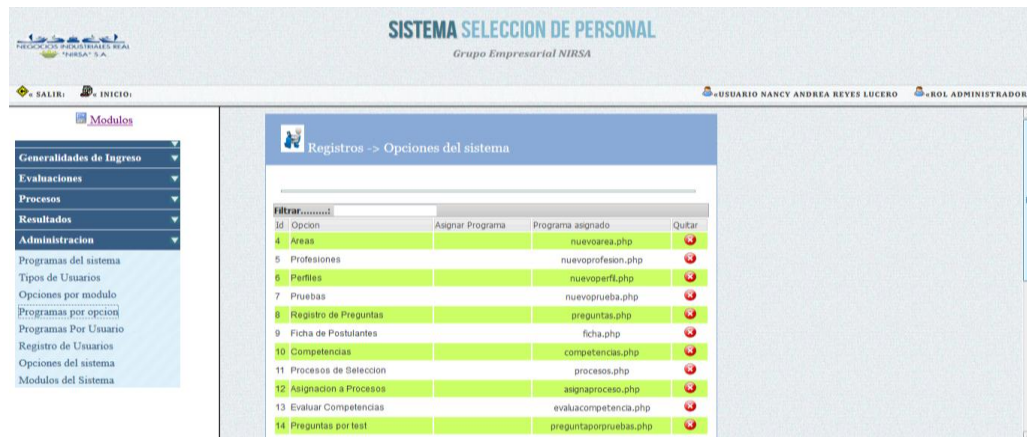 SISTEMA SELECCION DE PERSONAL
Grupo Empresarial NIRSA
NEGOCIOS INDUSTRIALES REAL
"NIRSA" S.A.
« SALIR: « INICIO: «USUARIO NANCY ANDREA REYES LUCERO «ROL ADMINISTRADOR
Modulos
Generalidades de Ingreso
Evaluaciones
Procesos
Resultados
Administracion
Programas del sistema
Tipos de Usuarios
Opciones por modulo
Programas por opcion
Programas Por Usuario
Registro de Usuarios
Opciones del sistema
Modulos del Sistema
Registros -> Opciones del sistema
Filtrar.........:
Id Opcion Asignar Programa Programa asignado Quitar
4 Areas nuevoarea.php
5 Profesiones nuevoprofesion.php
6 Perfiles nuevoperfil.php
7 Pruebas nuevoprueba.php
8 Registro de Preguntas preguntas.php
9 Ficha de Postulantes ficha.php
10 Competencias competencias.php
11 Procesos de Seleccion procesos.php
12 Asignacion a Procesos asignaproceso.php
13 Evaluar Competencias evaluacompetencia.php
14 Preguntas por test preguntaporpruebas.php